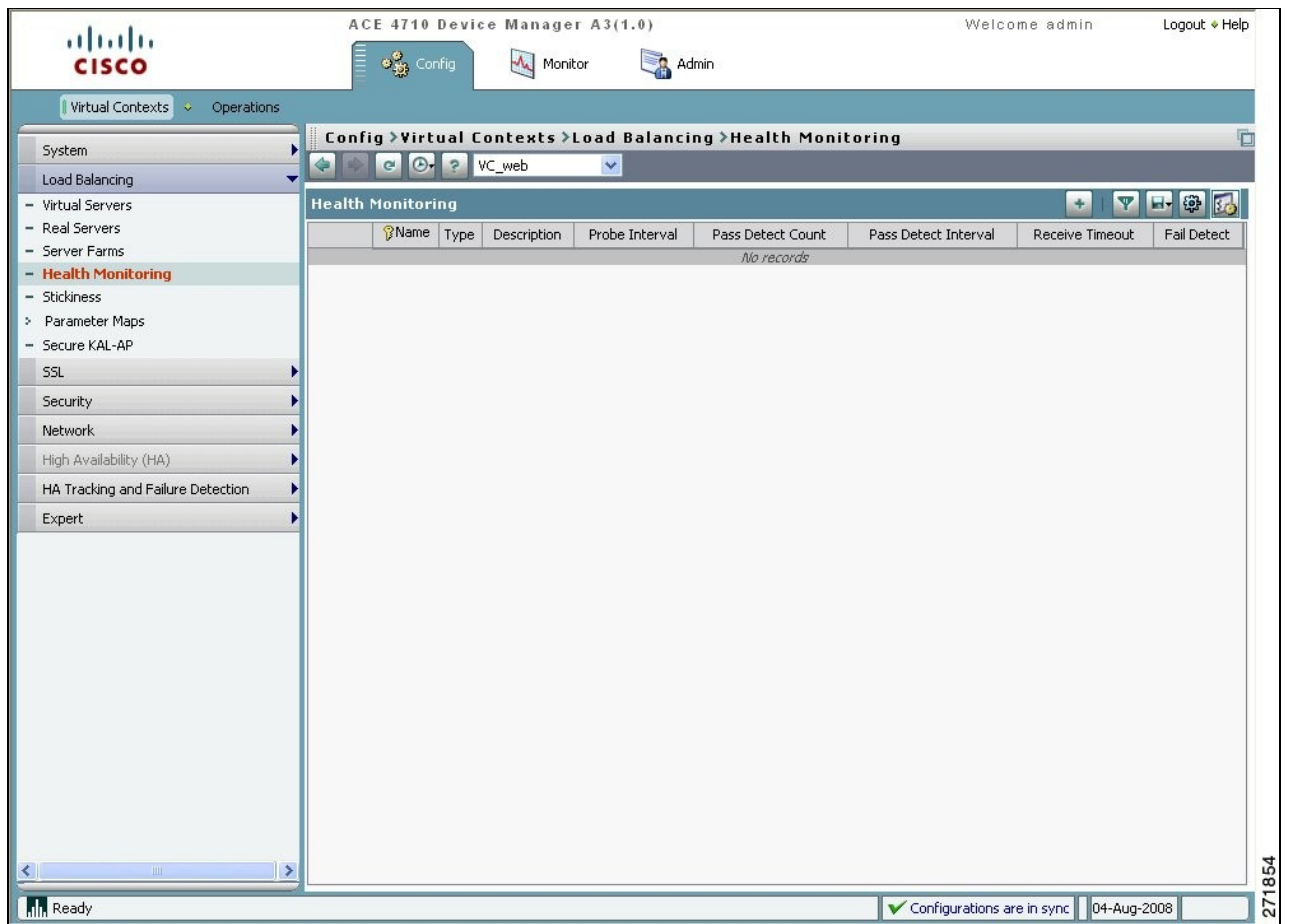 ACE 4710 Device Manager A3(1.0)
Welcome admin
Logout Help
CISCO
Config
Monitor
Admin
Virtual Contexts Operations
Config > Virtual Contexts > Load Balancing > Health Monitoring
VC_web
System
Load Balancing
Virtual Servers
Real Servers
Server Farms
Health Monitoring
Stickiness
Parameter Maps
Secure KAL-AP
SSL
Security
Network
High Availability (HA)
HA Tracking and Failure Detection
Expert
Health Monitoring
Name Type Description Probe Interval Pass Detect Count Pass Detect Interval Receive Timeout Fail Detect
No records
Ready
Configurations are in sync
04-Aug-2008
271854